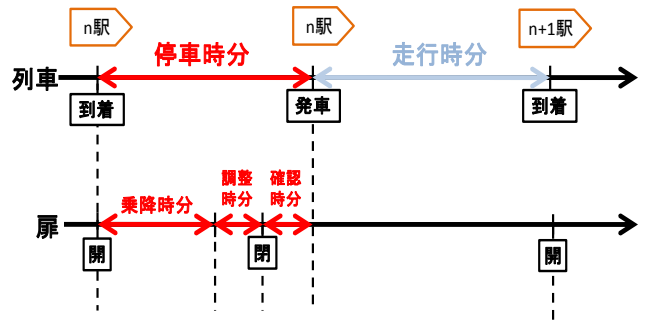 n駅
n駅
n+1駅
停車時分
走行時分
列車
到着
発車
到着
乗降時分
調整
時分
確認
時分
扉
開
閉
開